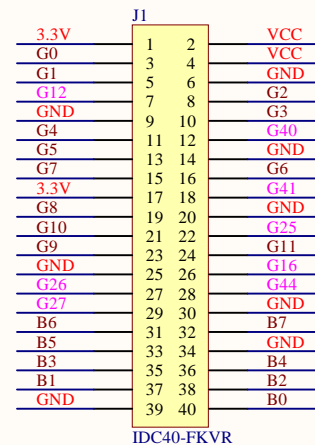 J1
3.3V 1 2 VCC
G0 3 4 VCC
G1 5 6 GND
G12 7 8 G2
GND 9 10 G3
G4 11 12 G40
G5 13 14 GND
G7 15 16 G6
3.3V 17 18 G41
G8 19 20 GND
G10 21 22 G25
G9 23 24 G11
GND 25 26 G16
G26 27 28 G44
G27 29 30 GND
B6 31 32 B7
B5 33 34 GND
B3 35 36 B4
B1 37 38 B2
GND 39 40 B0
IDC40-FKVR